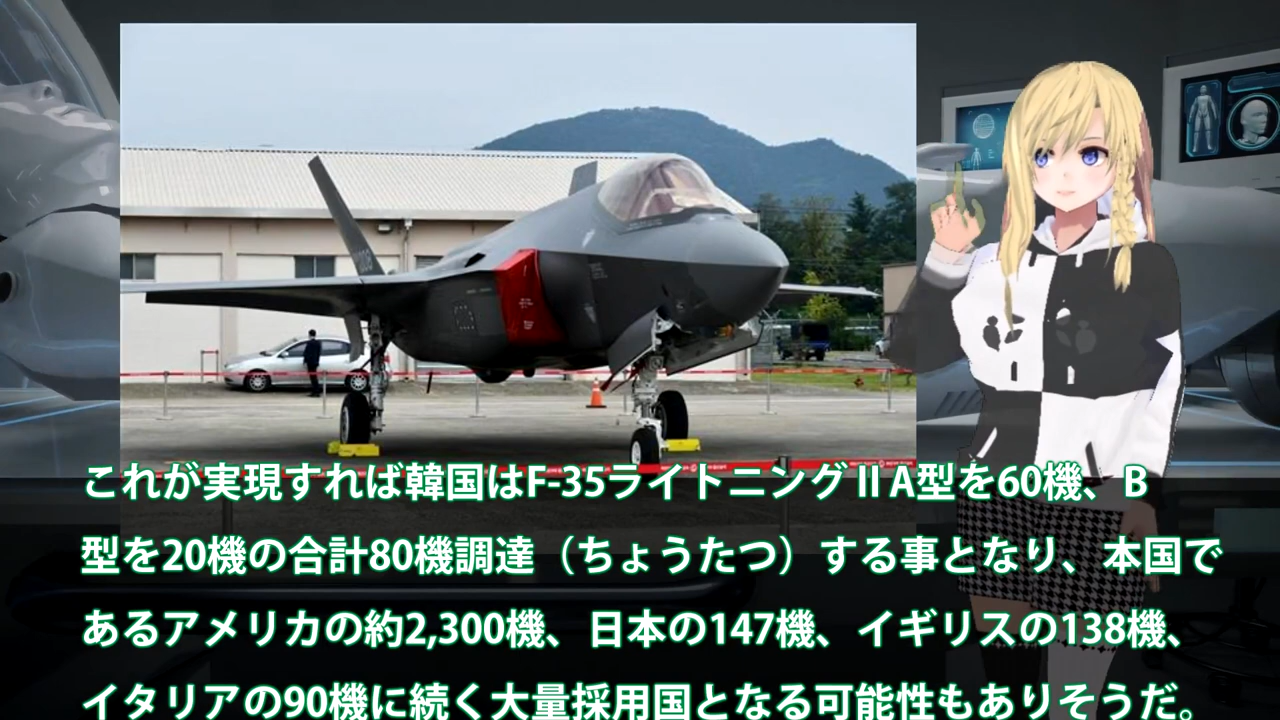 これが実現すれば韓国はF-35ライトニングⅡA型を60機、B
型を20機の合計80機調達（ちょうたつ）する事となり、本国で
あるアメリカの約2,300機、日本の147機、イギリスの138機、
イタリアの90機に続く大量採用国となる可能性もありそうだ。